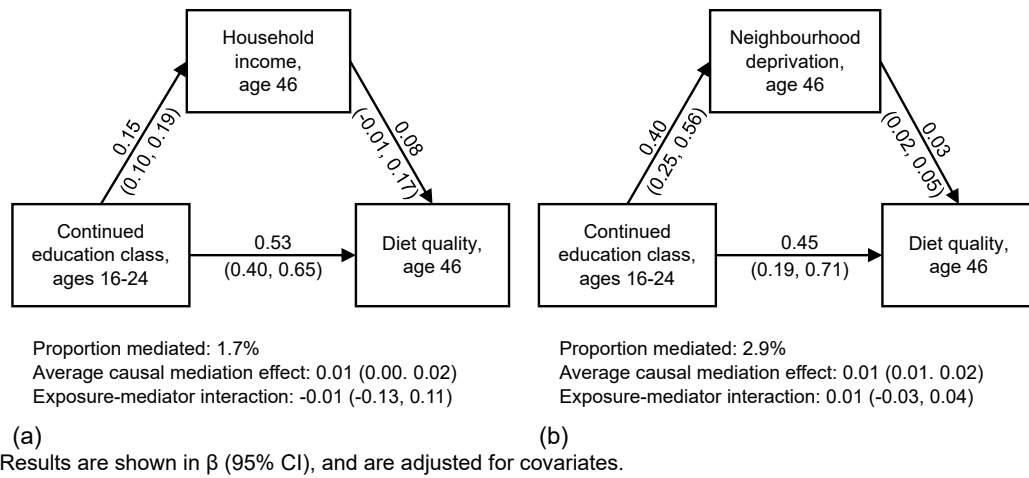 Household
income,
age 46
0.15
(0.10, 0.19)
0.08
(-0.01, 0.17)
Continued
education class,
ages 16-24
0.53
(0.40, 0.65)
Diet quality,
age 46
Proportion mediated: 1.7%
Average causal mediation effect: 0.01 (0.00. 0.02)
Exposure-mediator interaction: -0.01 (-0.13, 0.11)
(a)
Neighbourhood
deprivation,
age 46
0.40
(0.25, 0.56)
0.03
(0.02, 0.05)
Continued
education class,
ages 16-24
0.45
(0.19, 0.71)
Diet quality,
age 46
Proportion mediated: 2.9%
Average causal mediation effect: 0.01 (0.01. 0.02)
Exposure-mediator interaction: 0.01 (-0.03, 0.04)
(b)
Results are shown in β (95% CI), and are adjusted for covariates.